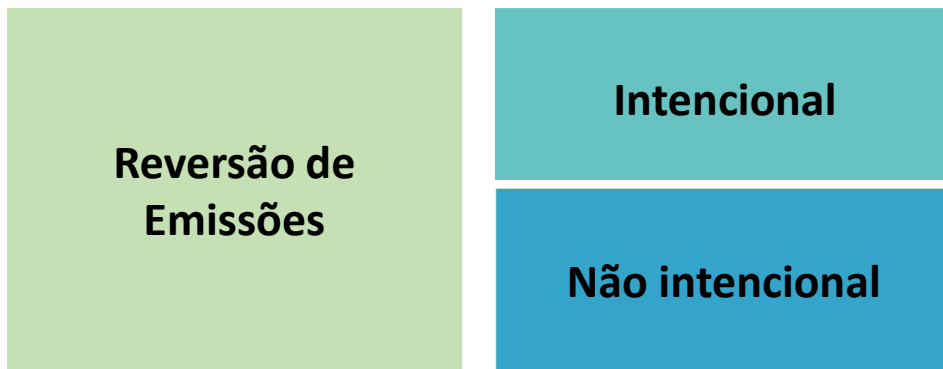 Reversão de
Emissões
Intencional
Não intencional